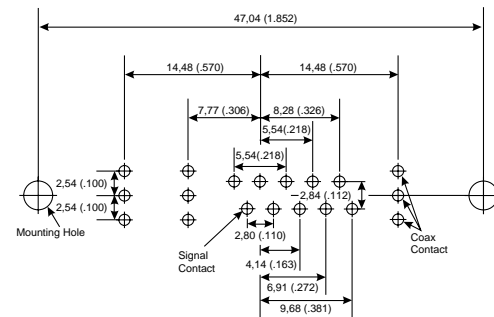 47,04 (1.852)
14,48 (.570)
14,48 (.570)
7,77 (.306)
8,28 (.326)
5,54(.218)
5,54(.218)
2,54 (.100)
2,84 (.112)
2,54 (.100)
Mounting Hole
Signal
Contact
2,80 (.110)
Coax
Contact
4,14 (.163)
6,91 (.272)
9,68 (.381)